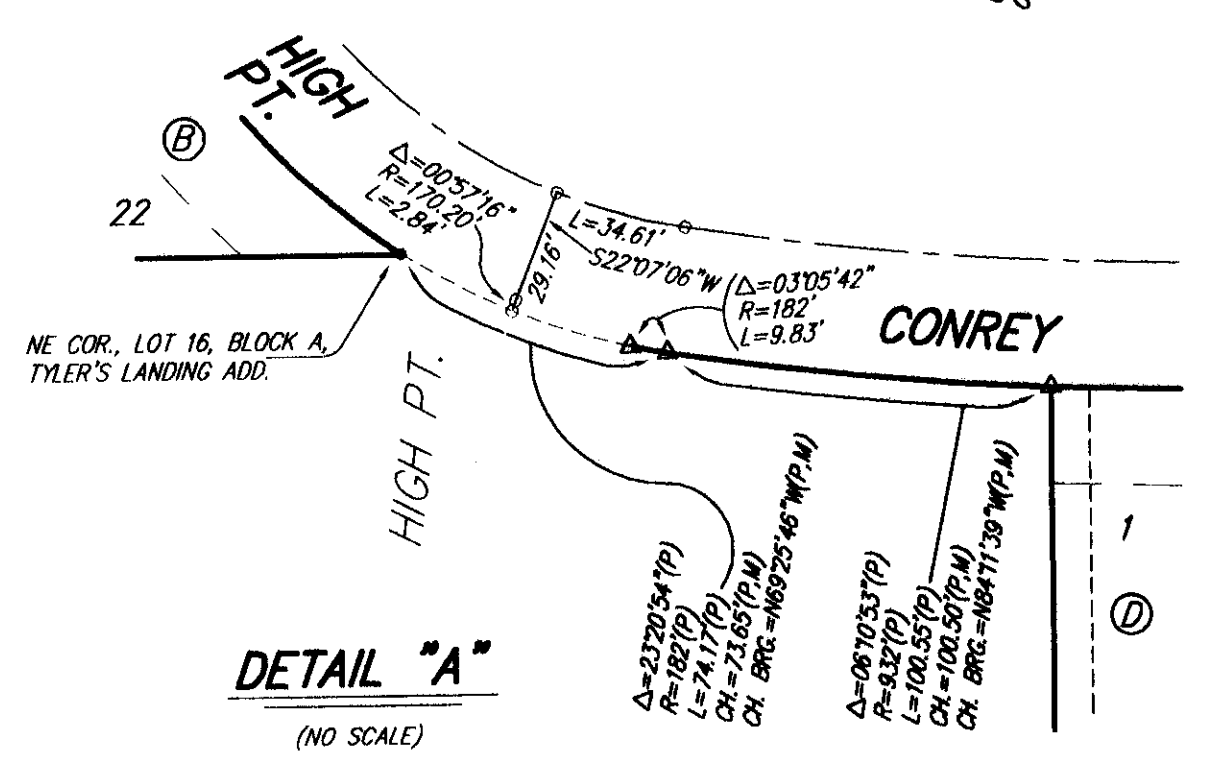 HIGH
PT.
B
22
Δ=00°57'16"
R=170.20'
L=2.84'
L=34.61'
29.16'
S22°07'06"W
Δ=03°05'42"
R=182'
L=9.83'
CONREY
NE COR., LOT 16, BLOCK A,
TYLER'S LANDING ADD.
HIGH PT.
Δ=23°20'54"(P)
R=182'(P)
L=74.17'(P)
CH.=73.65'(P,M)
CH. BRG.=N69°25'46"W(P,M)
Δ=06°10'53"(P)
R=932'(P)
L=100.55'(P)
CH.=100.50'(P,M)
CH. BRG.=N84°11'39"W(P,M)
1
D
DETAIL "A"
(NO SCALE)